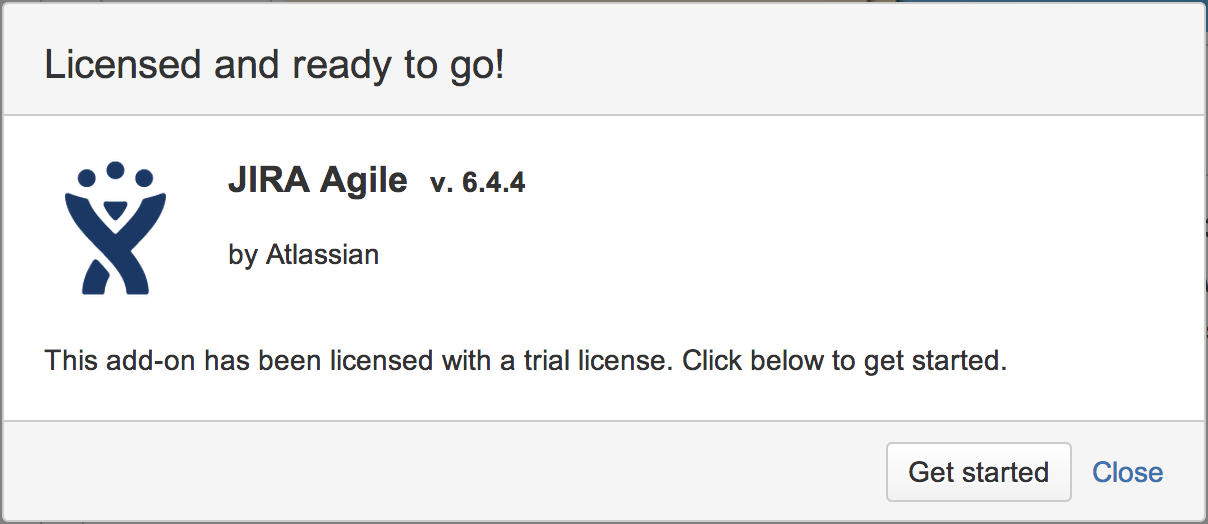 Licensed and ready to go!
JIRA Agile v. 6.4.4
by Atlassian
This add-on has been licensed with a trial license. Click below to get started.
Get started Close